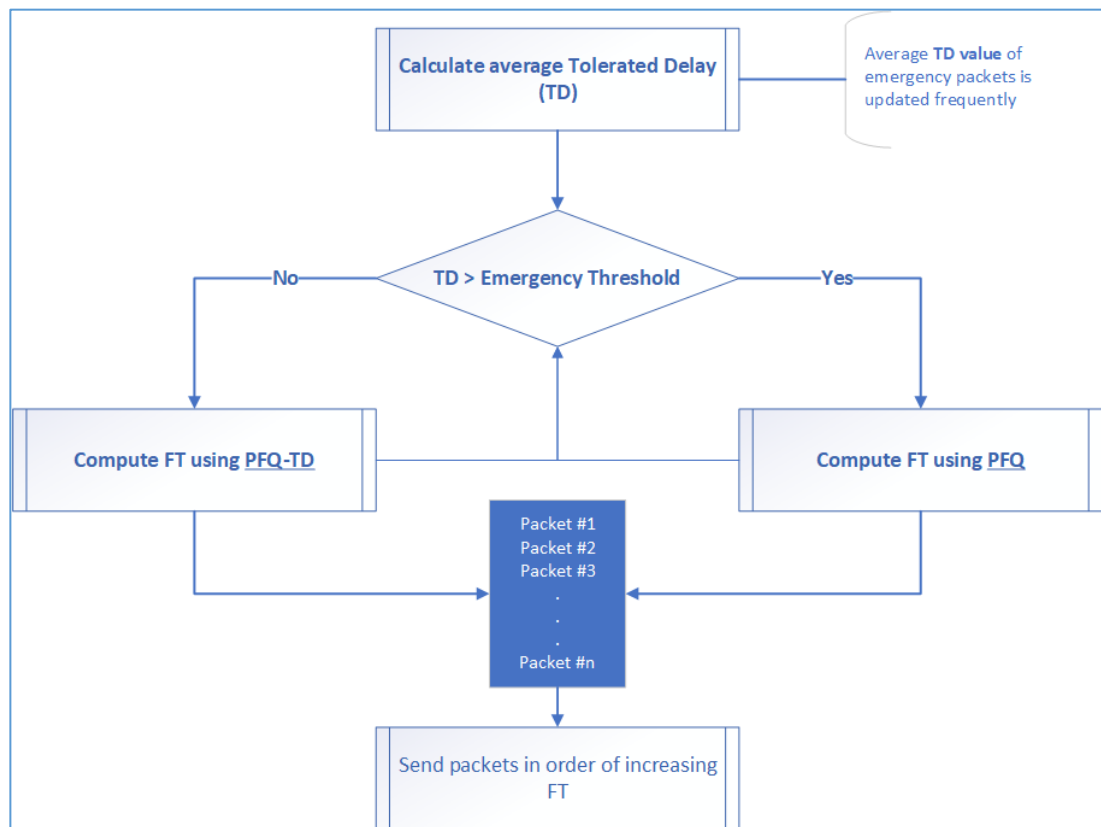 Calculate average Tolerated Delay
(TD)
Average TD value of
emergency packets is
updated frequently
No
TD > Emergency Threshold
Yes
Compute FT using PFQ-TD
Compute FT using PFQ
Packet #1
Packet #2
Packet #3
.
.
.
Packet #n
Send packets in order of increasing
FT